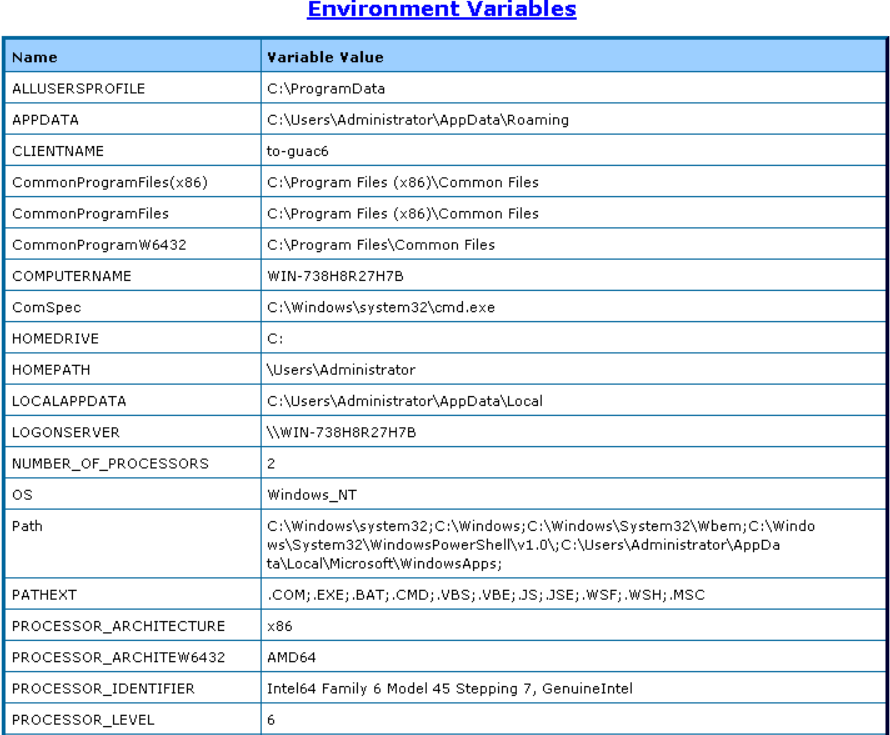 Environment Variables
Name Variable Value
ALLUSERSPROFILE C:\ProgramData
APPDATA C:\Users\Administrator\AppData\Roaming
CLIENTNAME to-guac6
CommonProgramFiles(x86) C:\Program Files (x86)\Common Files
CommonProgramFiles C:\Program Files (x86)\Common Files
CommonProgramW6432 C:\Program Files\Common Files
COMPUTERNAME WIN-738H8R27H7B
ComSpec C:\Windows\system32\cmd.exe
HOMEDRIVE C:
HOMEPATH \Users\Administrator
LOCALAPPDATA C:\Users\Administrator\AppData\Local
LOGONSERVER \\WIN-738H8R27H7B
NUMBER_OF_PROCESSORS 2
OS Windows_NT
Path C:\Windows\system32;C:\Windows;C:\Windows\System32\Wbem;C:\Windo
ws\System32\WindowsPowerShell\v1.0\;C:\Users\Administrator\AppDa
ta\Local\Microsoft\WindowsApps;
PATHEXT .COM;.EXE;.BAT;.CMD;.VBS;.VBE;.JS;.JSE;.WSF;.WSH;.MSC
PROCESSOR_ARCHITECTURE x86
PROCESSOR_ARCHITEW6432 AMD64
PROCESSOR_IDENTIFIER Intel64 Family 6 Model 45 Stepping 7, GenuineIntel
PROCESSOR_LEVEL 6